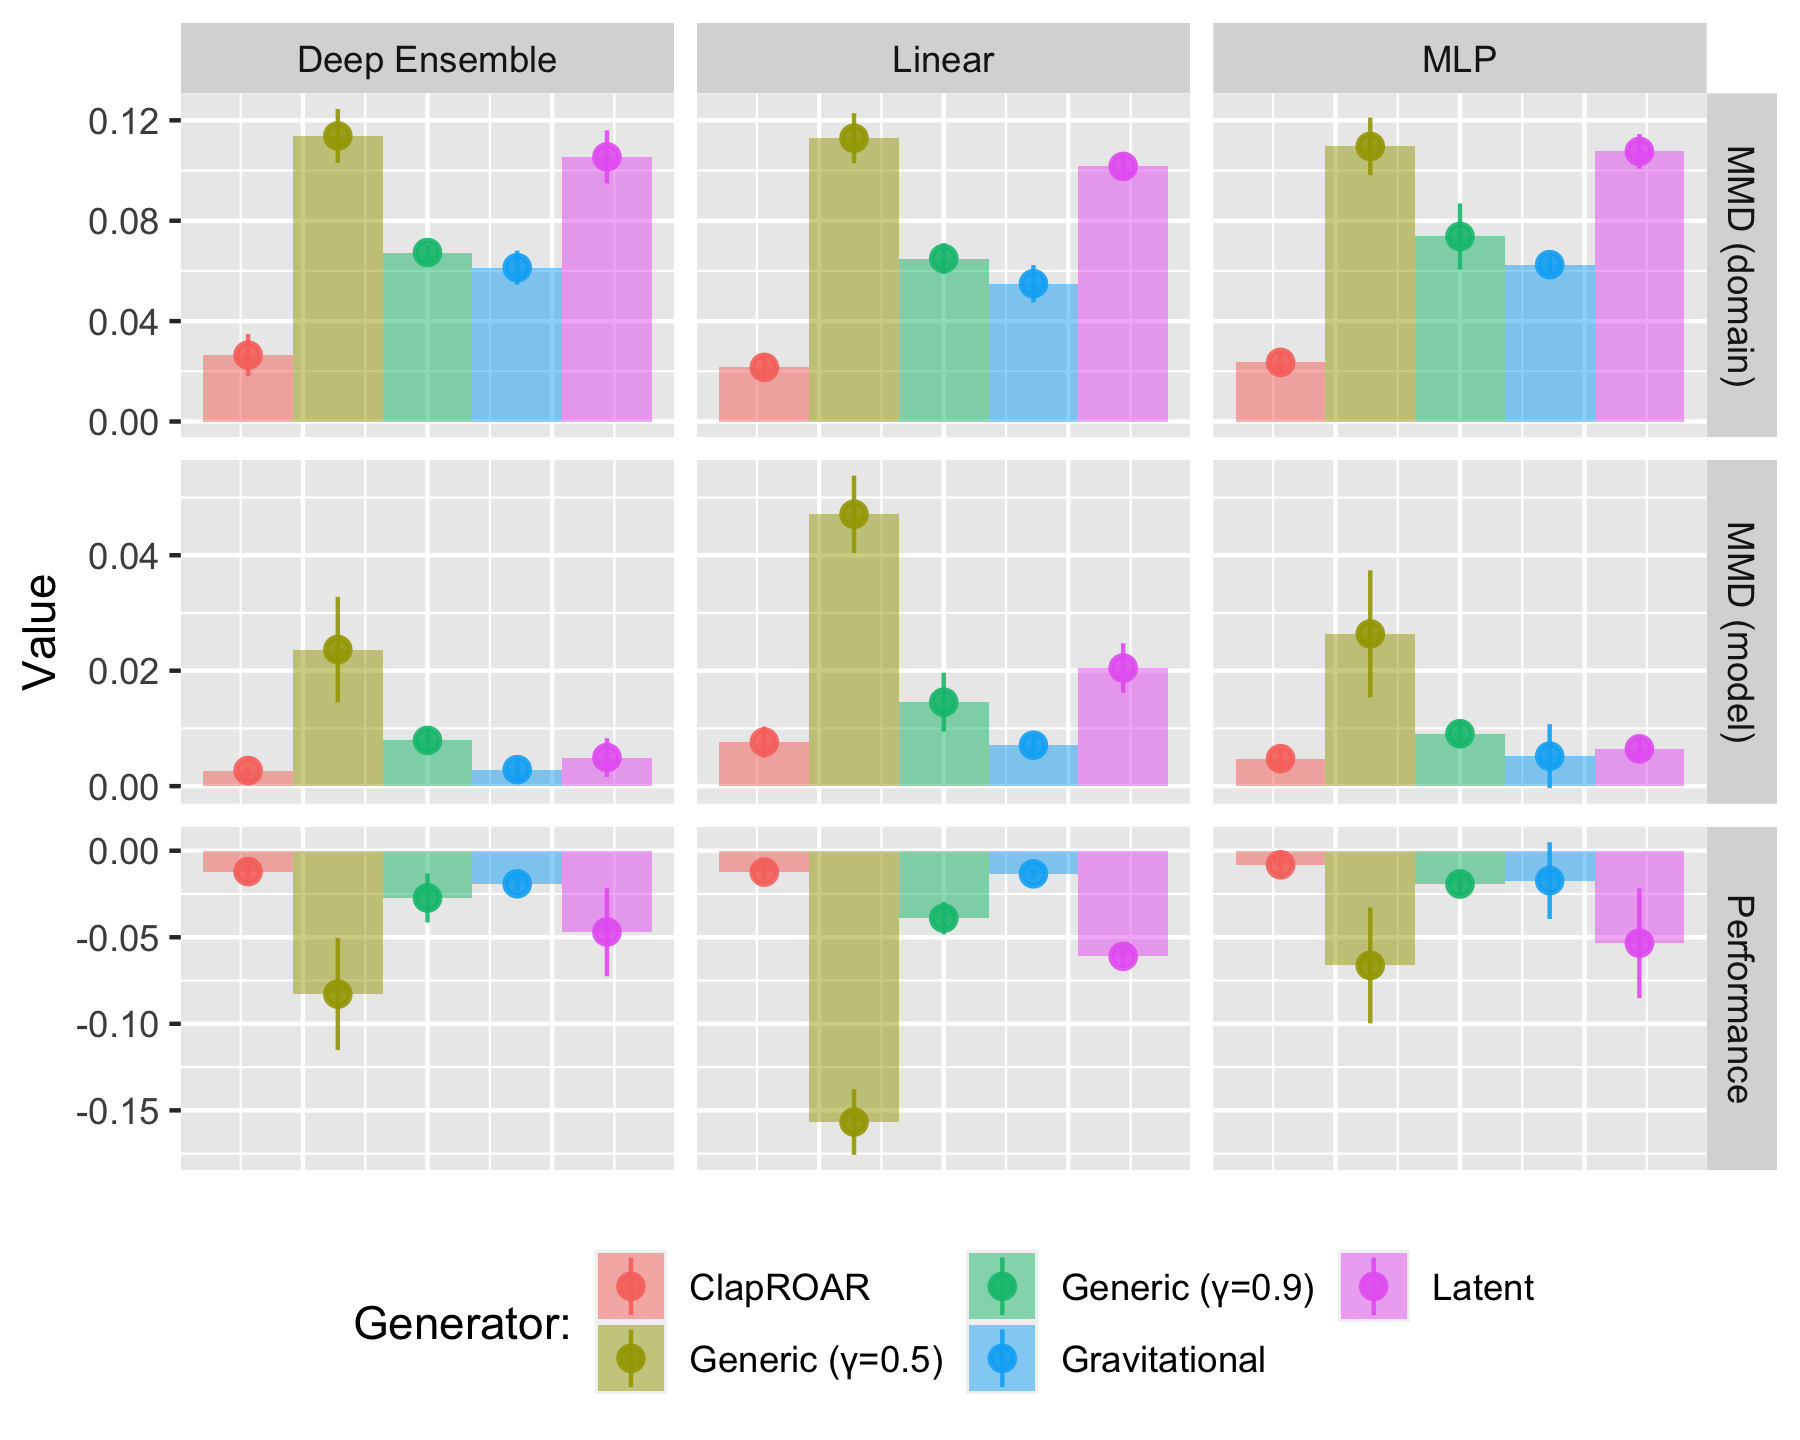 Deep Ensemble
Linear
MLP
0.12
0.08
0.04
0.00
MMD (domain)
0.04
0.02
0.00
MMD (model)
0.00
-0.05
-0.10
-0.15
Performance
Value
Generator:
ClapROAR
Generic (γ=0.5)
Generic (γ=0.9)
Gravitational
Latent